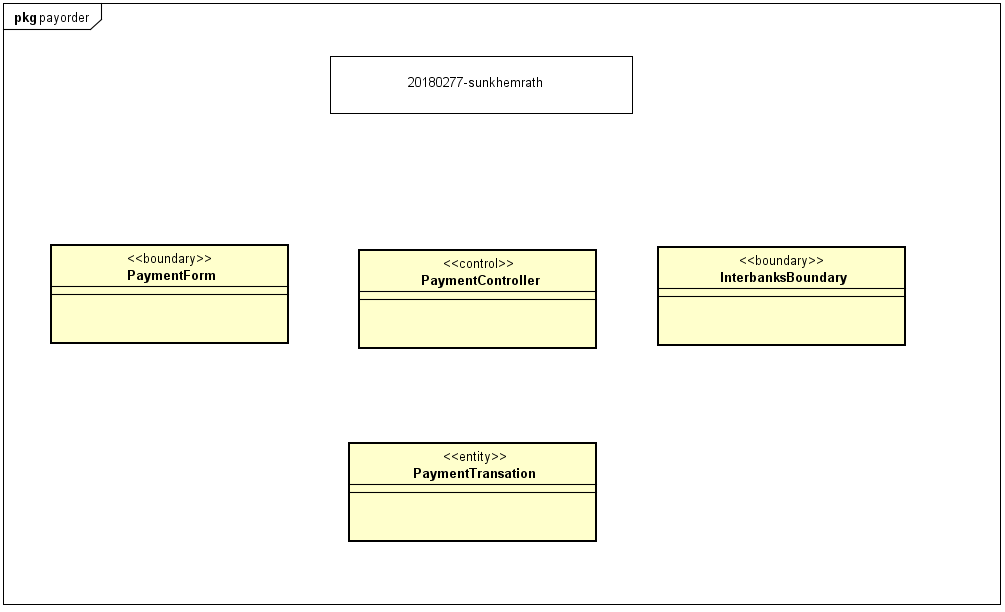 pkg payorder
20180277-sunkhemrath
<<boundary>>
PaymentForm
<<control>>
PaymentController
<<boundary>>
InterbanksBoundary
<<entity>>
PaymentTransation